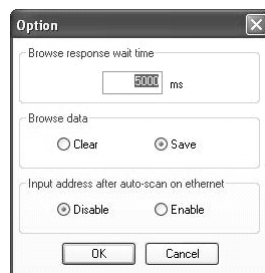 Option
Browse response wait time
5000 ms
Browse data
Clear Save
Input address after auto-scan on ethernet
Disable Enable
OK Cancel